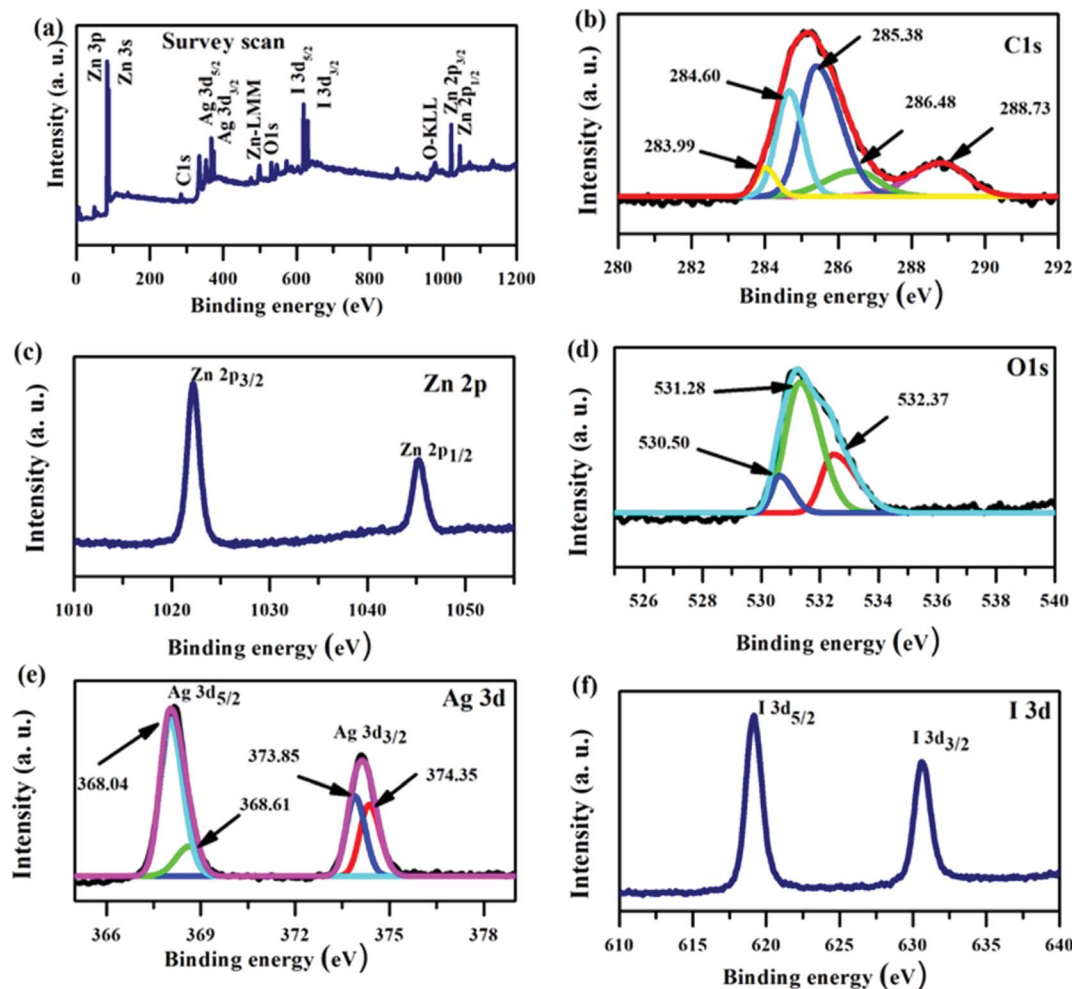 (a)
Survey scan
Zn 3p
Zn 3s
C1s
Ag 3d5/2
Ag 3d3/2
Zn-LMM
O1s
I 3d5/2
I 3d3/2
O-KLL
Zn 2p3/2
Zn 2p1/2
Intensity (a. u.)
0 200 400 600 800 1000 1200
Binding energy (eV)
(b)
C1s
285.38
284.60
286.48
288.73
283.99
Intensity (a. u.)
280 282 284 286 288 290 292
Binding energy (eV)
(c)
Zn 2p3/2
Zn 2p
Zn 2p1/2
Intensity (a. u.)
1010 1020 1030 1040 1050
Binding energy (eV)
(d)
O1s
531.28
532.37
530.50
Intensity (a. u.)
526 528 530 532 534 536 538 540
Binding energy (eV)
(e)
Ag 3d5/2
Ag 3d
Ag 3d3/2
373.85
374.35
368.04
368.61
Intensity (a. u.)
366 369 372 375 378
Binding energy (eV)
(f)
I 3d5/2
I 3d
I 3d3/2
Intensity (a. u.)
610 615 620 625 630 635 640
Binding energy (eV)